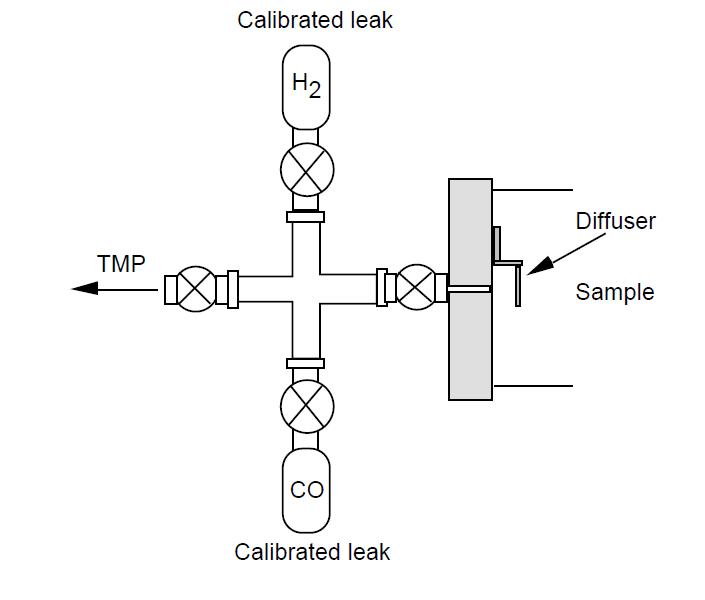 Calibrated leak
H2
Diffuser
TMP
Sample
CO
Calibrated leak